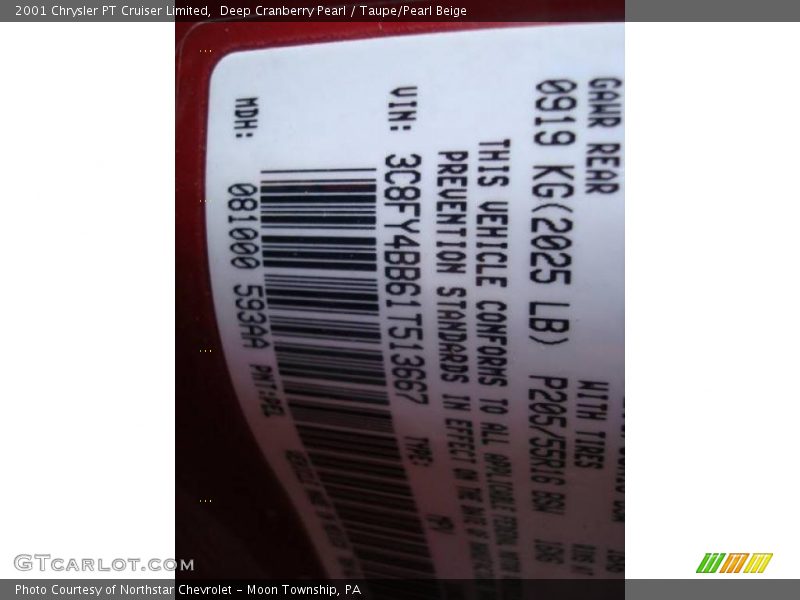 2001 Chrysler PT Cruiser Limited, Deep Cranberry Pearl / Taupe/Pearl Beige
GAWR REAR
WITH TIRES
0919 KG(2025 LB) P205/55R16
THIS VEHICLE CONFORMS TO ALL APPLICABLE
PREVENTION STANDARDS IN EFFECT ON THE DATE OF
VIN: 3C8FY4BB61T513667 TYPE:
MDH: 081000 593AA PNT:PEL
GTCARLOT.COM
Photo Courtesy of Northstar Chevrolet - Moon Township, PA